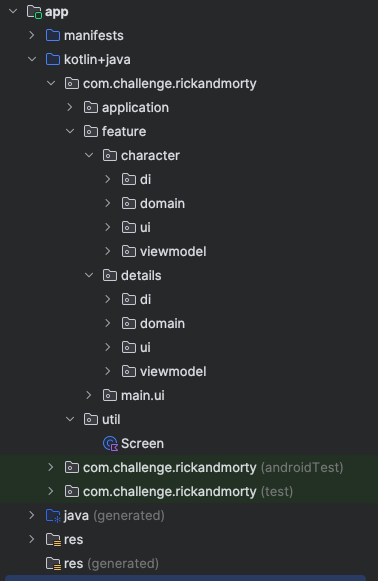 app
manifests
kotlin+java
com.challenge.rickandmorty
application
feature
character
di
domain
ui
viewmodel
details
di
domain
ui
viewmodel
main.ui
util
Screen
com.challenge.rickandmorty (androidTest)
com.challenge.rickandmorty (test)
java (generated)
res
res (generated)